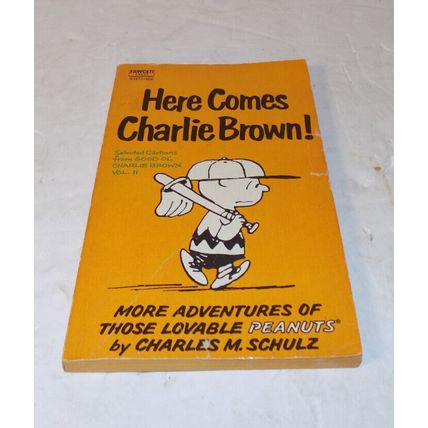 FAWCETT
Here Comes
Charlie Brown!
Selected Cartoons
from GOOD OL'
CHARLIE BROWN
VOL. II
MORE ADVENTURES OF
THOSE LOVABLE PEANUTS®
by CHARLES M. SCHULZ